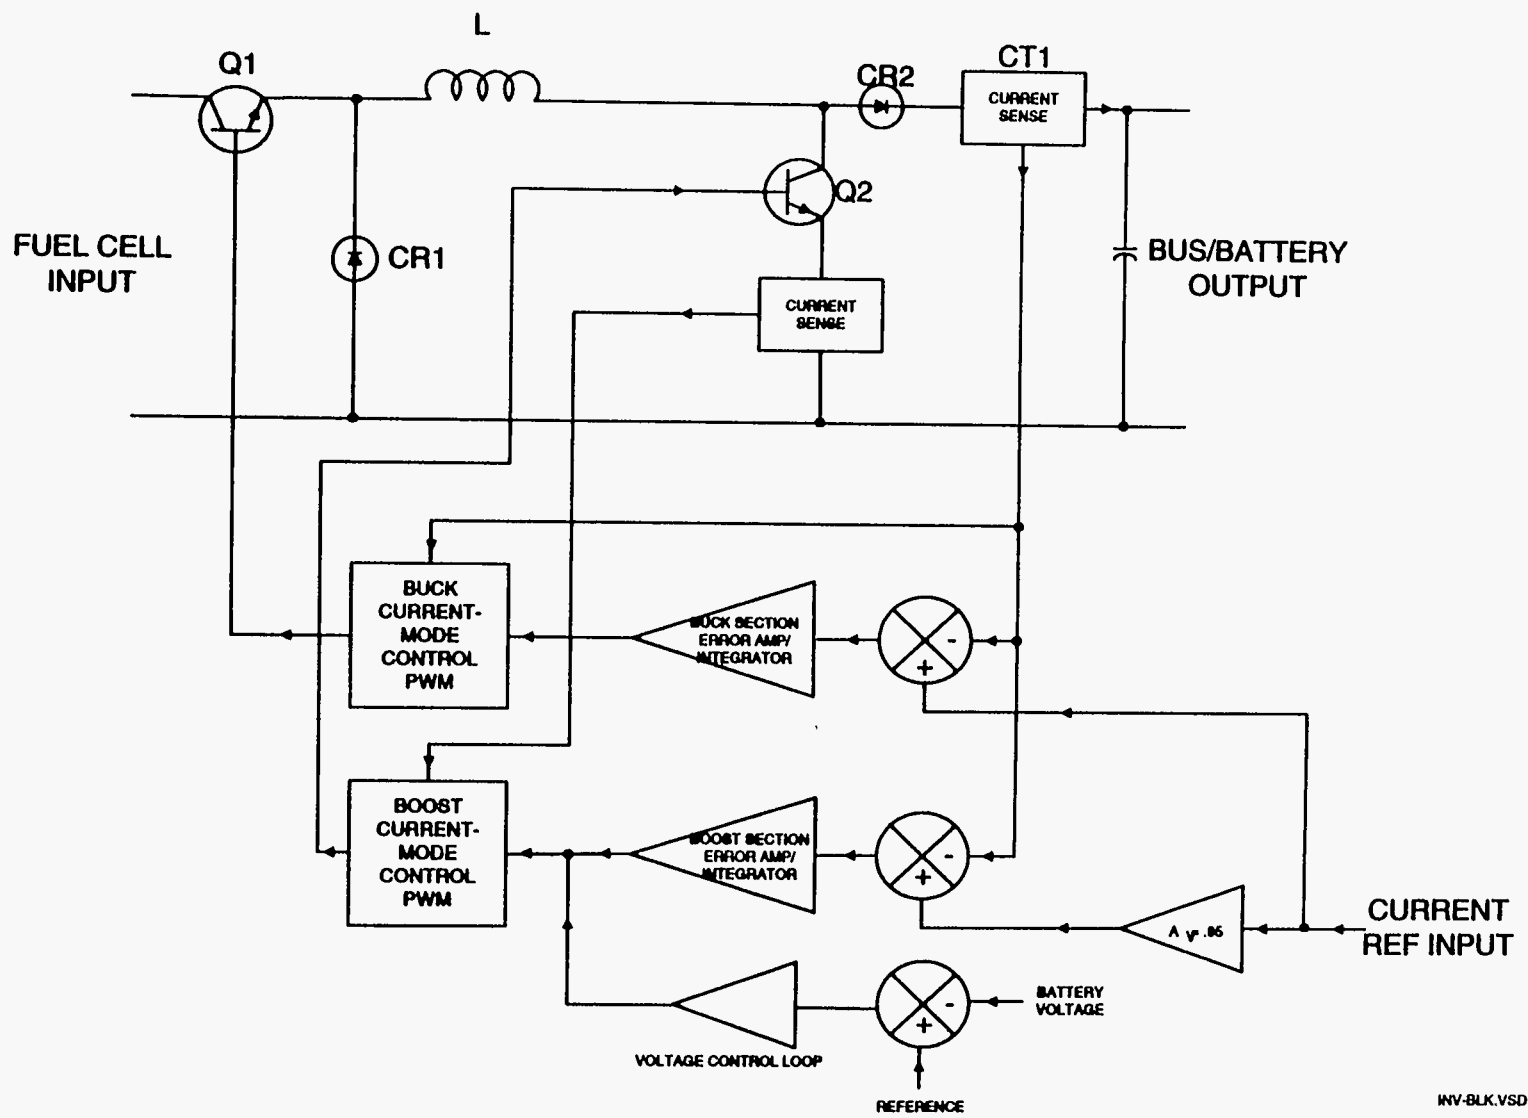 L
Q1
CR2
CT1
CURRENT
SENSE
Q2
FUEL CELL
INPUT
CR1
BUS/BATTERY
OUTPUT
CURRENT
SENSE
BUCK
CURRENT-
MODE
CONTROL
PWM
BUCK SECTION
ERROR AMP/
INTEGRATOR
-
+
BOOST
CURRENT-
MODE
CONTROL
PWM
BOOST SECTION
ERROR AMP/
INTEGRATOR
-
+
A V= .95
CURRENT
REF INPUT
-
+
BATTERY
VOLTAGE
VOLTAGE CONTROL LOOP
REFERENCE
INV-BLK.VSD